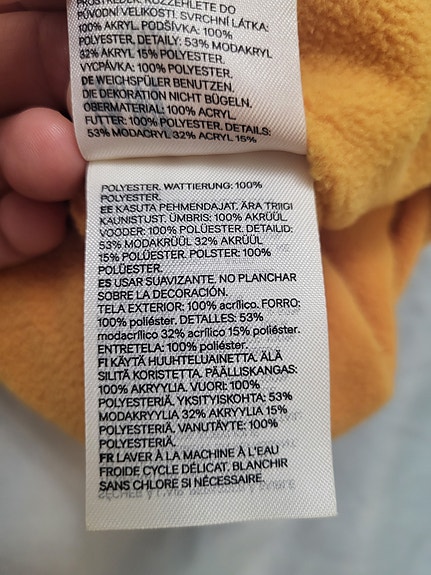 PROSTŘEDEK. ROZŽEHLETE DO
PŮVODNÍ VELIKOSTI. SVRCHNÍ LÁTKA:
100% AKRYL. PODŠÍVKA: 100%
POLYESTER. DETAILY: 53% MODAKRYL
32% AKRYL 15% POLYESTER.
VYCPÁVKA: 100% POLYESTER.
DE WEICHSPÜLER BENUTZEN.
DIE DEKORATION NICHT BÜGELN.
OBERMATERIAL: 100% ACRYL.
FUTTER: 100% POLYESTER. DETAILS:
53% MODACRYL 32% ACRYL 15%
POLYESTER. WATTIERUNG: 100%
POLYESTER.
EE KASUTA PEHMENDAJAT. ÄRA TRIIGI
KAUNISTUST. ÜMBRIS: 100% AKRÜÜL.
VOODER: 100% POLÜESTER. DETAILID:
53% MODAKRÜÜL 32% AKRÜÜL
15% POLÜESTER. POLSTER: 100%
POLÜESTER.
ES USAR SUAVIZANTE. NO PLANCHAR
SOBRE LA DECORACIÓN.
TELA EXTERIOR: 100% acrílico. FORRO:
100% poliéster. DETALLES: 53%
modacrílico 32% acrílico 15% poliéster.
ENTRETELA: 100% poliéster.
FI KÄYTÄ HUUHTELUAINETTA. ÄLÄ
SILITÄ KORISTETTA. PÄÄLLISKANGAS:
100% AKRYYLIA. VUORI: 100%
POLYESTERIÄ. YKSITYISKOHTA: 53%
MODAKRYYLIA 32% AKRYYLIA 15%
POLYESTERIÄ. VANUTÄYTE: 100%
POLYESTERIÄ.
FR LAVER À LA MACHINE À L'EAU
FROIDE CYCLE DÉLICAT. BLANCHIR
SANS CHLORE SI NÉCESSAIRE.